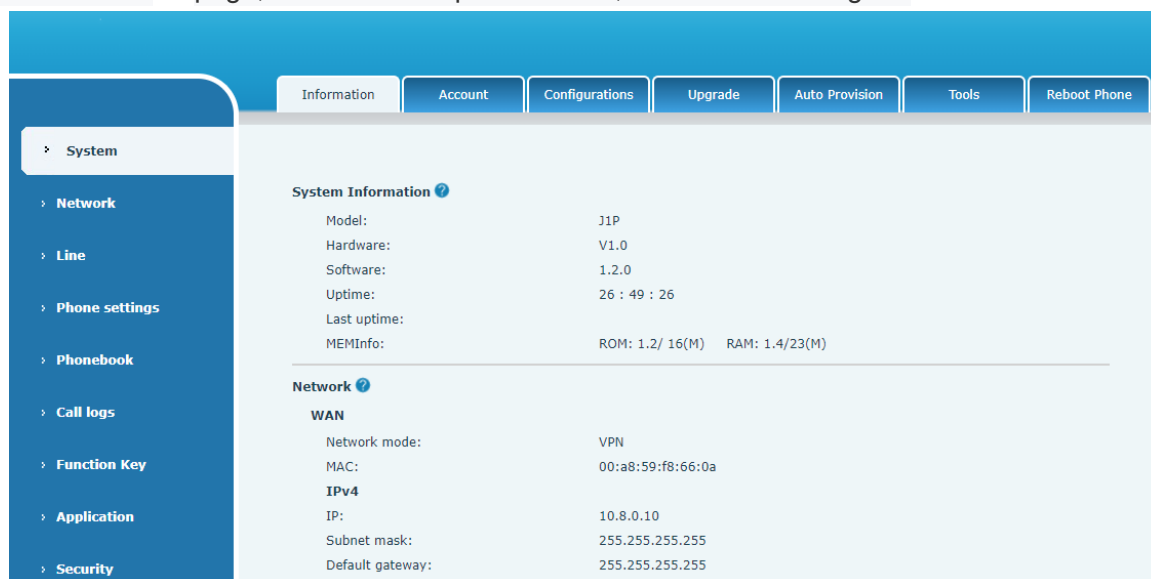 Information Account Configurations Upgrade Auto Provision Tools Reboot Phone
System
Network
Line
Phone settings
Phonebook
Call logs
Function Key
Application
Security
System Information
Model: J1P
Hardware: V1.0
Software: 1.2.0
Uptime: 26 : 49 : 26
Last uptime:
MEMInfo: ROM: 1.2/ 16(M) RAM: 1.4/23(M)
Network
WAN
Network mode: VPN
MAC: 00:a8:59:f8:66:0a
IPv4
IP: 10.8.0.10
Subnet mask: 255.255.255.255
Default gateway: 255.255.255.255